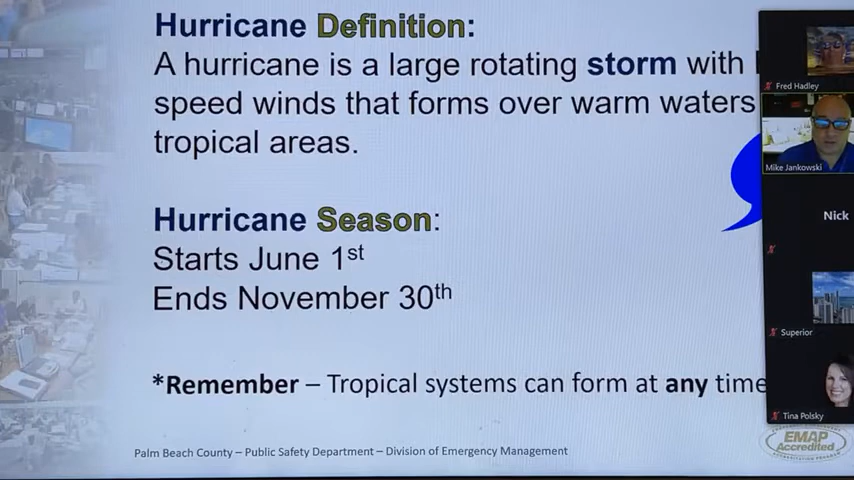 Hurricane Definition:
A hurricane is a large rotating storm with
speed winds that forms over warm waters
tropical areas.
Hurricane Season:
Starts June 1st
Ends November 30th
*Remember – Tropical systems can form at any time
Palm Beach County – Public Safety Department – Division of Emergency Management
Fred Hadley
Mike Jankowski
Nick
Superior
Tina Polsky
EMAP
Accredited